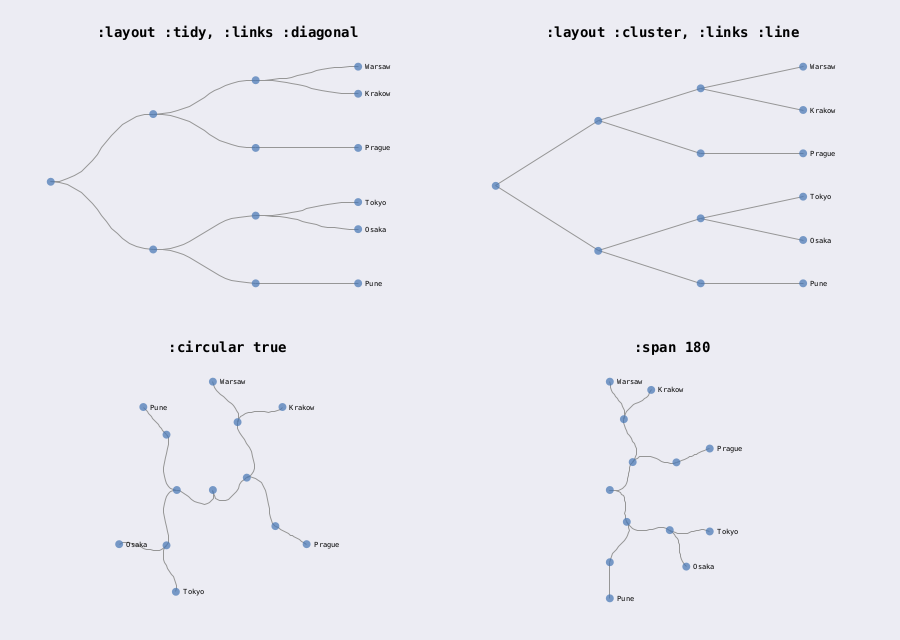 :layout :tidy, :links :diagonal
Warsaw
Krakow
Prague
Tokyo
Osaka
Pune
:layout :cluster, :links :line
Warsaw
Krakow
Prague
Tokyo
Osaka
Pune
:circular true
Warsaw
Pune
Krakow
Osaka
Prague
Tokyo
:span 180
Warsaw
Krakow
Prague
Tokyo
Osaka
Pune